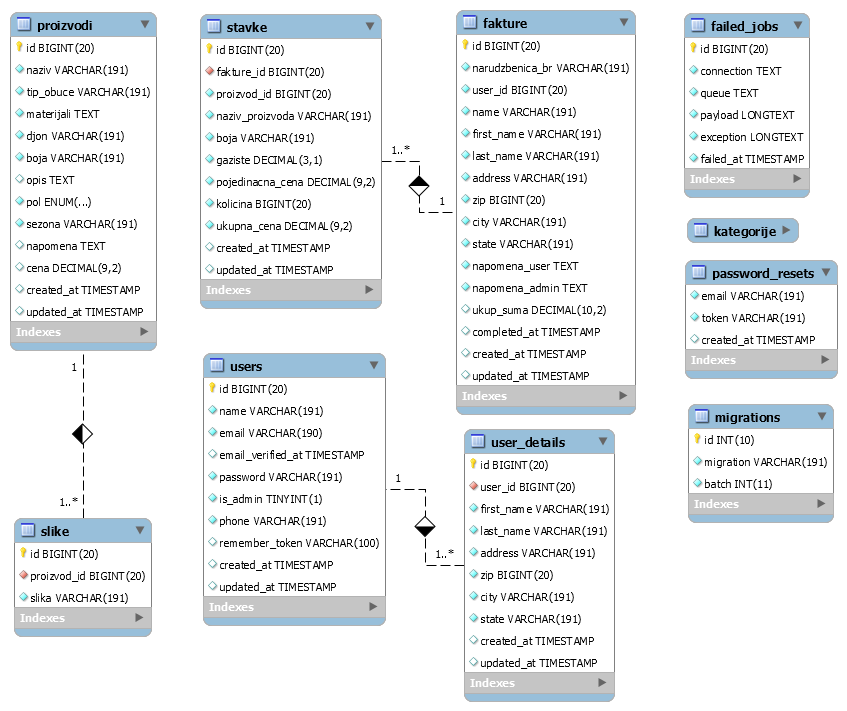 proizvodi
id BIGINT(20)
naziv VARCHAR(191)
tip_obuce VARCHAR(191)
materijali TEXT
djon VARCHAR(191)
boja VARCHAR(191)
opis TEXT
pol ENUM(...)
sezona VARCHAR(191)
napomena TEXT
cena DECIMAL(9,2)
created_at TIMESTAMP
updated_at TIMESTAMP
Indexes
1
1..*
slike
id BIGINT(20)
proizvod_id BIGINT(20)
slika VARCHAR(191)
Indexes
stavke
id BIGINT(20)
fakture_id BIGINT(20)
proizvod_id BIGINT(20)
naziv_proizvoda VARCHAR(191)
boja VARCHAR(191)
gaziste DECIMAL(3,1)
pojedinacna_cena DECIMAL(9,2)
kolicina BIGINT(20)
ukupna_cena DECIMAL(9,2)
created_at TIMESTAMP
updated_at TIMESTAMP
Indexes
1..*
1
users
id BIGINT(20)
name VARCHAR(191)
email VARCHAR(190)
email_verified_at TIMESTAMP
password VARCHAR(191)
is_admin TINYINT(1)
phone VARCHAR(191)
remember_token VARCHAR(100)
created_at TIMESTAMP
updated_at TIMESTAMP
Indexes
1
1..*
fakture
id BIGINT(20)
narudzbenica_br VARCHAR(191)
user_id BIGINT(20)
name VARCHAR(191)
first_name VARCHAR(191)
last_name VARCHAR(191)
address VARCHAR(191)
zip BIGINT(20)
city VARCHAR(191)
state VARCHAR(191)
napomena_user TEXT
napomena_admin TEXT
ukup_suma DECIMAL(10,2)
completed_at TIMESTAMP
created_at TIMESTAMP
updated_at TIMESTAMP
Indexes
user_details
id BIGINT(20)
user_id BIGINT(20)
first_name VARCHAR(191)
last_name VARCHAR(191)
address VARCHAR(191)
zip BIGINT(20)
city VARCHAR(191)
state VARCHAR(191)
created_at TIMESTAMP
updated_at TIMESTAMP
Indexes
failed_jobs
id BIGINT(20)
connection TEXT
queue TEXT
payload LONGTEXT
exception LONGTEXT
failed_at TIMESTAMP
Indexes
kategorije
password_resets
email VARCHAR(191)
token VARCHAR(191)
created_at TIMESTAMP
Indexes
migrations
id INT(10)
migration VARCHAR(191)
batch INT(11)
Indexes